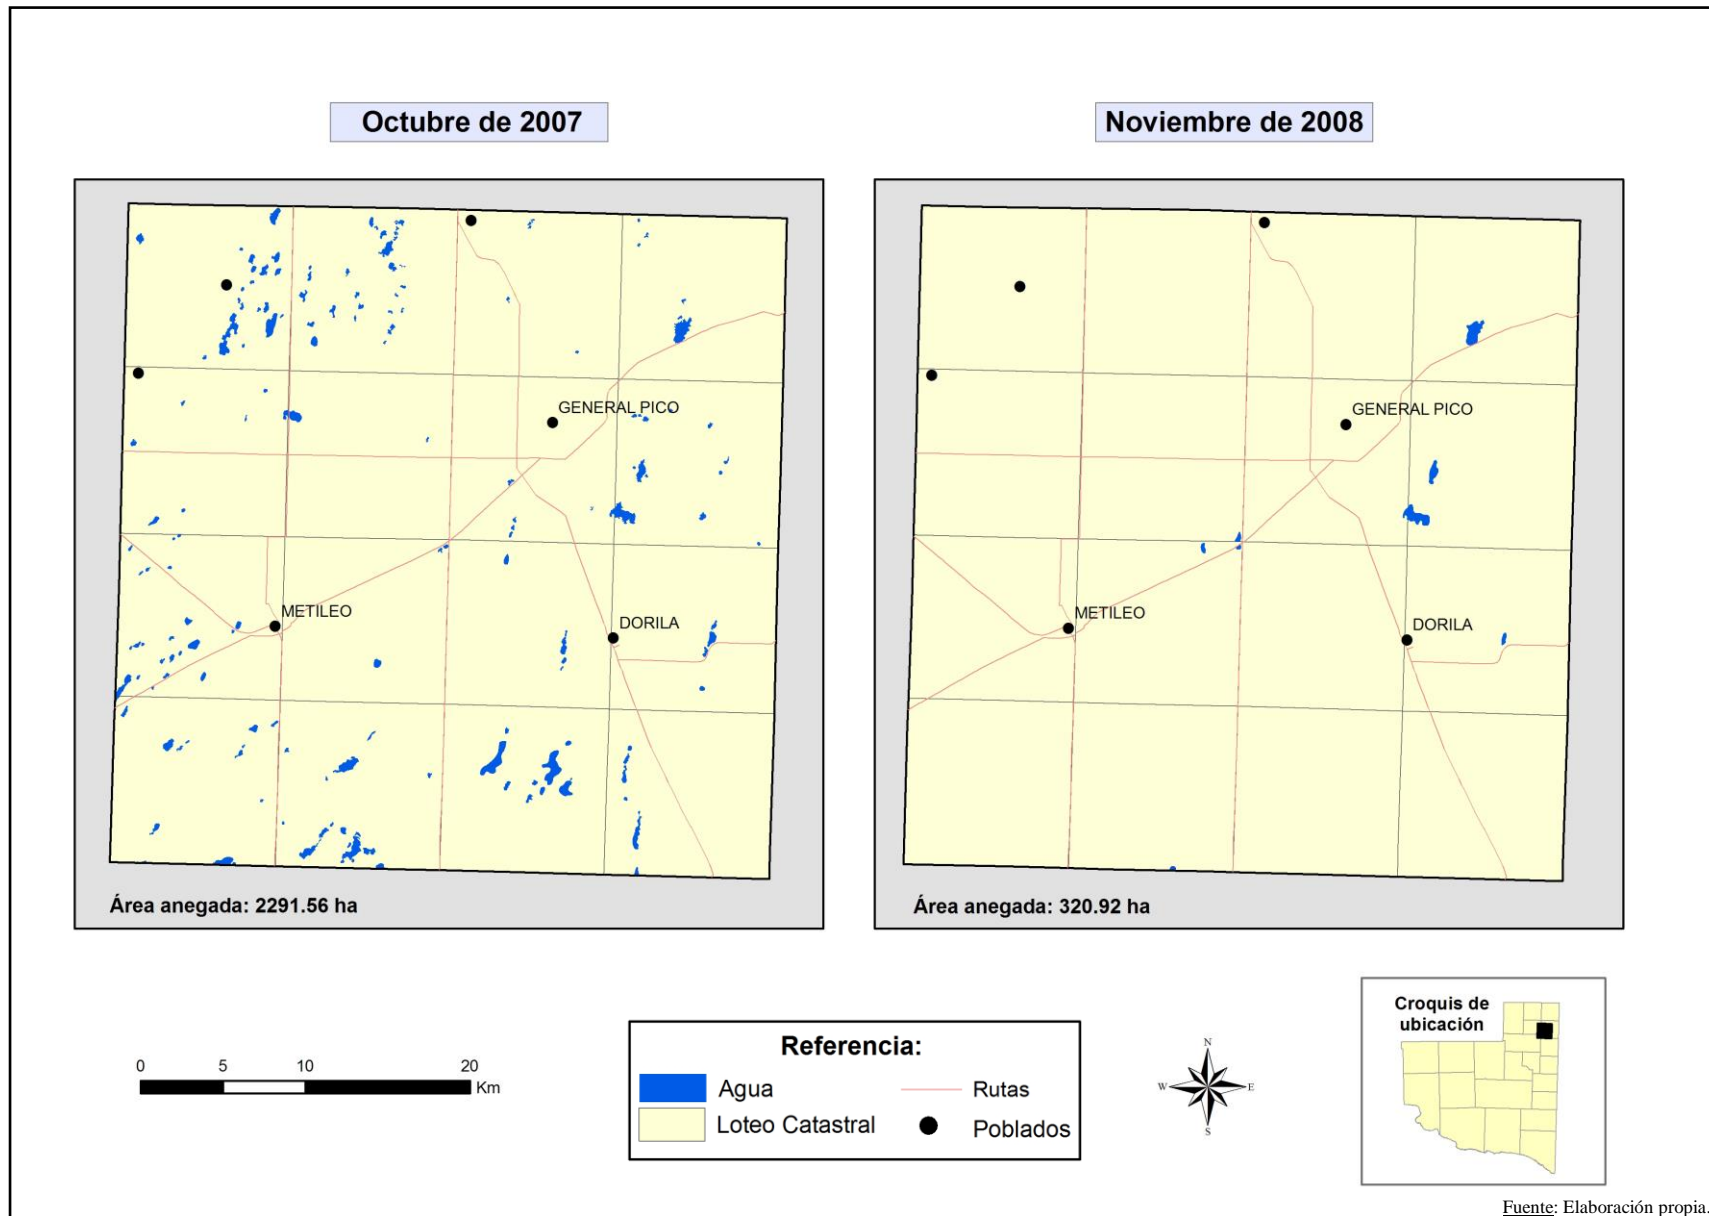 Octubre de 2007
Noviembre de 2008
GENERAL PICO
METILEO
DORILA
Área anegada: 2291.56 ha
GENERAL PICO
METILEO
DORILA
Área anegada: 320.92 ha
0 5 10 20
Km
Referencia:
Agua
Rutas
Loteo Catastral
Poblados
N
W E
S
Croquis de
ubicación
Fuente: Elaboración propia.